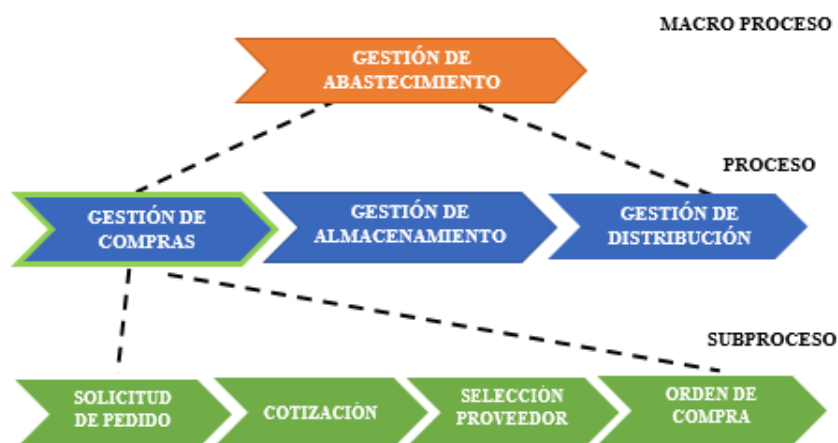 MACRO PROCESO
GESTIÓN DE
ABASTECIMIENTO
PROCESO
GESTIÓN DE
COMPRAS
GESTIÓN DE
ALMACENAMIENTO
GESTIÓN DE
DISTRIBUCIÓN
SUBPROCESO
SOLICITUD
DE PEDIDO
COTIZACIÓN
SELECCIÓN
PROVEEDOR
ORDEN DE
COMPRA